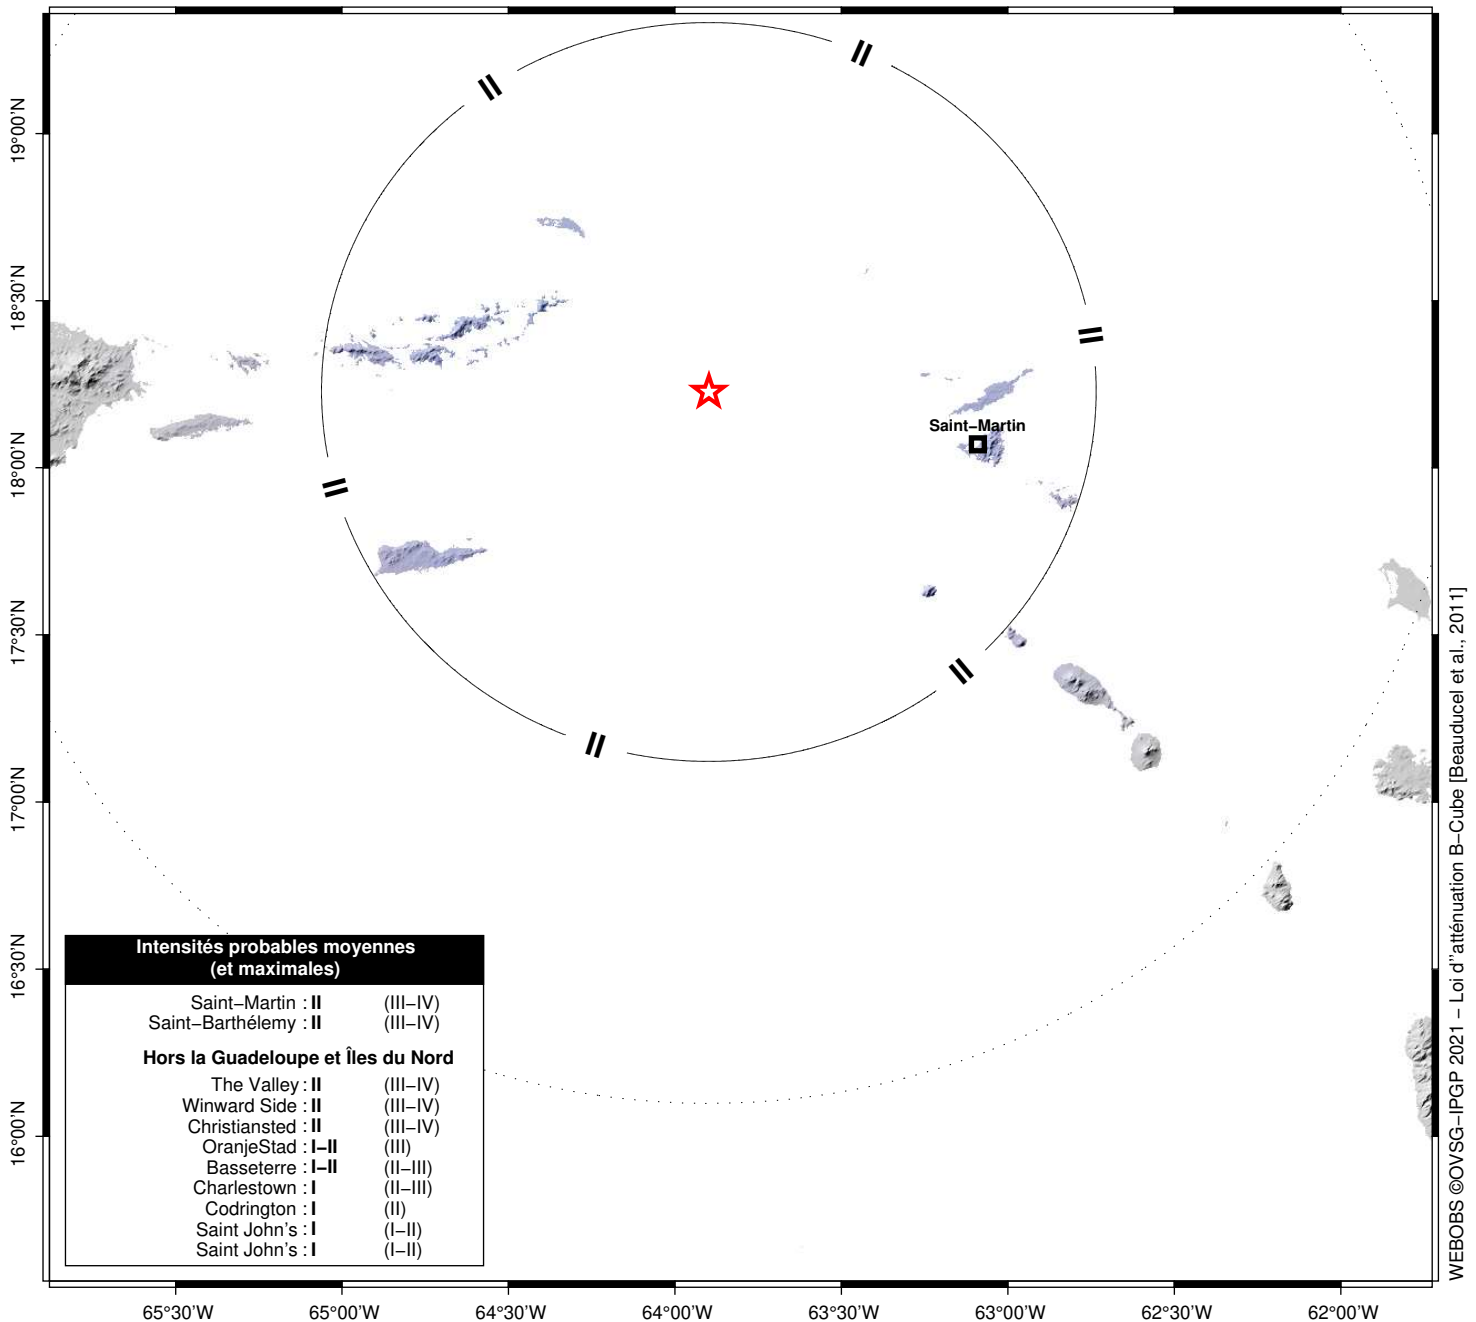 II
II
19°00'N
18°30'N
II
Saint–Martin
18°00'N
II
17°30'N
II
II
17°00'N
16°30'N
16°00'N
Intensités probables moyennes
(et maximales)
Saint–Martin : II (III–IV)
Saint–Barthélemy : II (III–IV)
Hors la Guadeloupe et Îles du Nord
The Valley : II (III–IV)
Winward Side : II (III–IV)
Christiansted : II (III–IV)
OranjeStad : I–II (III)
Basseterre : I–II (II–III)
Charlestown : I (II–III)
Codrington : I (II)
Saint John's : I (I–II)
Saint John's : I (I–II)
65°30'W 65°00'W 64°30'W 64°00'W 63°30'W 63°00'W 62°30'W 62°00'W
WEBOBS ©OVSG–IPGP 2021 – Loi d''atténuation B–Cube [Beauducel et al., 2011]